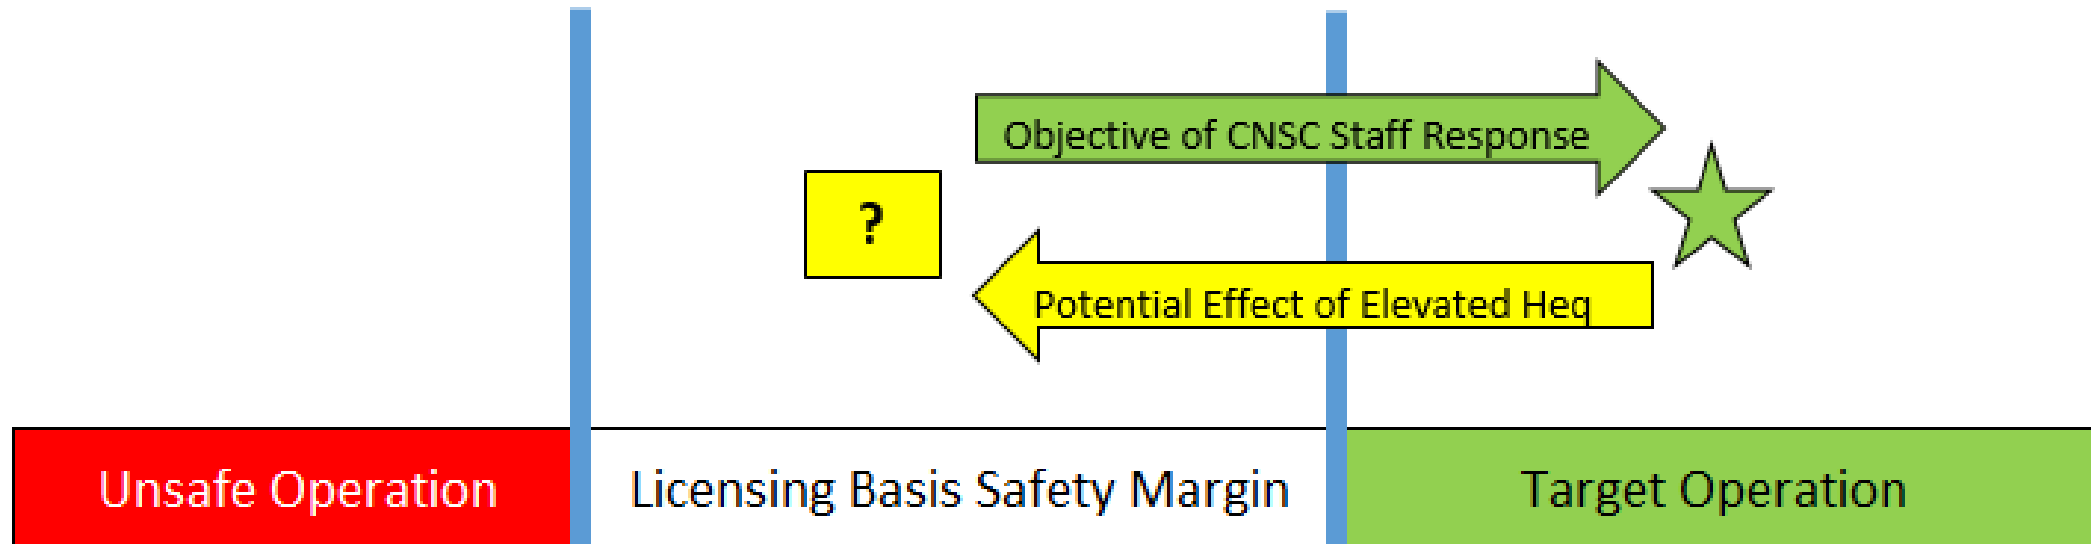 Objective of CNSC Staff Response
?
Potential Effect of Elevated Heq
Unsafe Operation
Licensing Basis Safety Margin
Target Operation